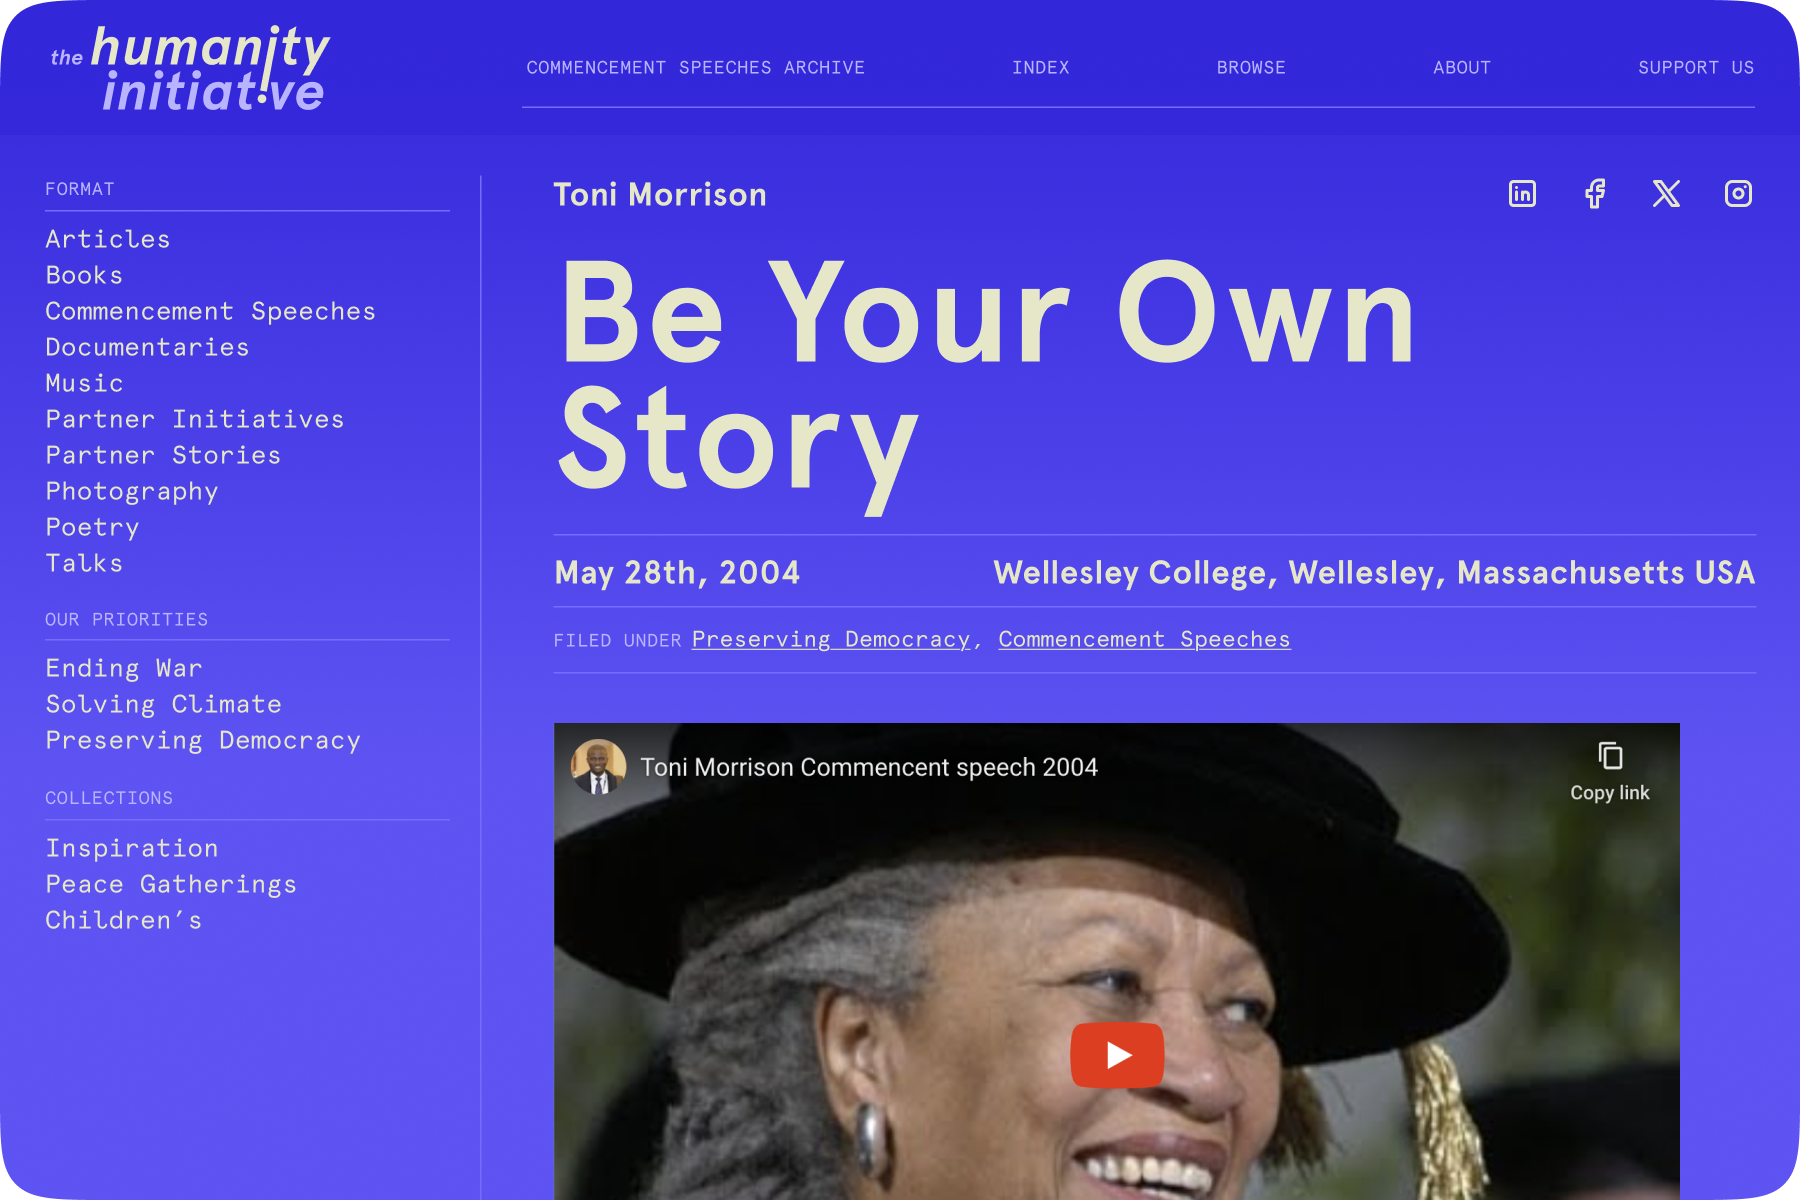 the humanity
initiative
COMMENCEMENT SPEECHES ARCHIVE
INDEX
BROWSE
ABOUT
SUPPORT US
FORMAT
Articles
Books
Commencement Speeches
Documentaries
Music
Partner Initiatives
Partner Stories
Photography
Poetry
Talks
OUR PRIORITIES
Ending War
Solving Climate
Preserving Democracy
COLLECTIONS
Inspiration
Peace Gatherings
Children’s
Toni Morrison
Be Your Own
Story
May 28th, 2004
Wellesley College, Wellesley, Massachusetts USA
FILED UNDER Preserving Democracy, Commencement Speeches
Toni Morrison Commencent speech 2004
Copy link